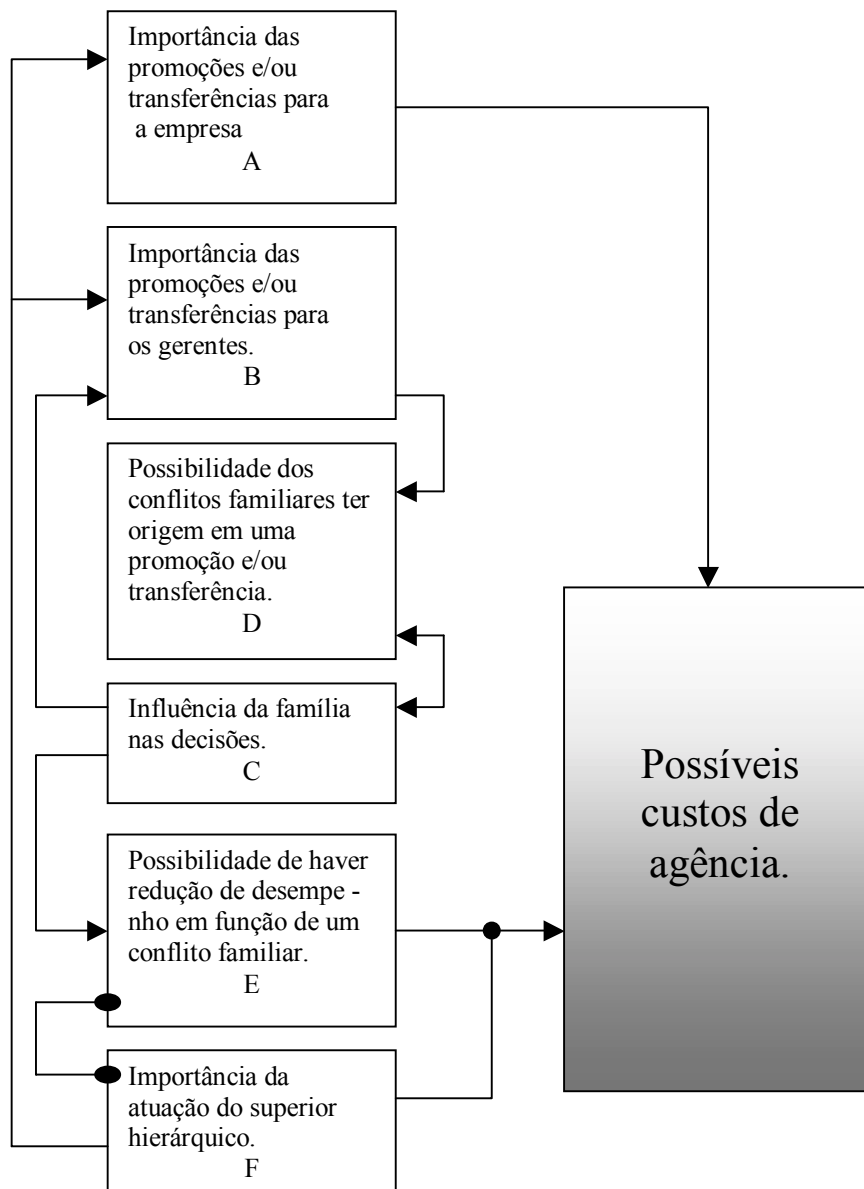 Importância das
promoções e/ou
transferências para
a empresa
A
Importância das
promoções e/ou
transferências para
os gerentes.
B
Possibilidade dos
conflitos familiares ter
origem em uma
promoção e/ou
transferência.
D
Influência da família
nas decisões.
C
Possibilidade de haver
redução de desempe -
nho em função de um
conflito familiar.
E
Importância da
atuação do superior
hierárquico.
F
Possíveis
custos de
agência.